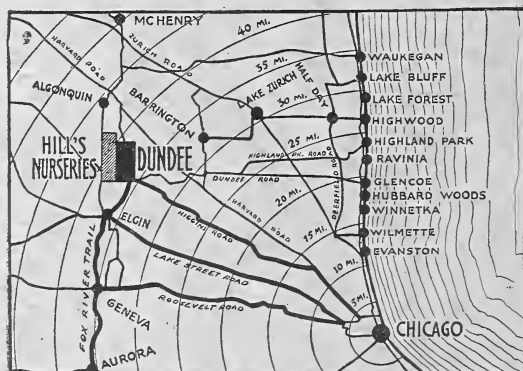 MCHENRY
40 MI.
HARVARD ROAD
ZURICH ROAD
WAUKEGAN
35 MI.
HALF DAY
LAKE BLUFF
ALGONQUIN
BARRINGTON
LAKE ZURICH
30 MI.
LAKE FOREST
HIGHWOOD
HILL'S
NURSERIES
DUNDEE
25 MI.
HIGHLAND PK. ROAD
HIGHLAND PARK
RAVINIA
DUNDEE ROAD
DEERFIELD RD
GLENCOE
20 MI.
HUBBARD WOODS
HARVARD ROAD
WINNETKA
ELGIN
HIGGINS ROAD
15 MI.
WILMETTE
EVANSTON
LAKE STREET ROAD
10 MI.
FOX RIVER TRAIL
ROOSEVELT ROAD
5 MI.
GENEVA
CHICAGO
AURORA